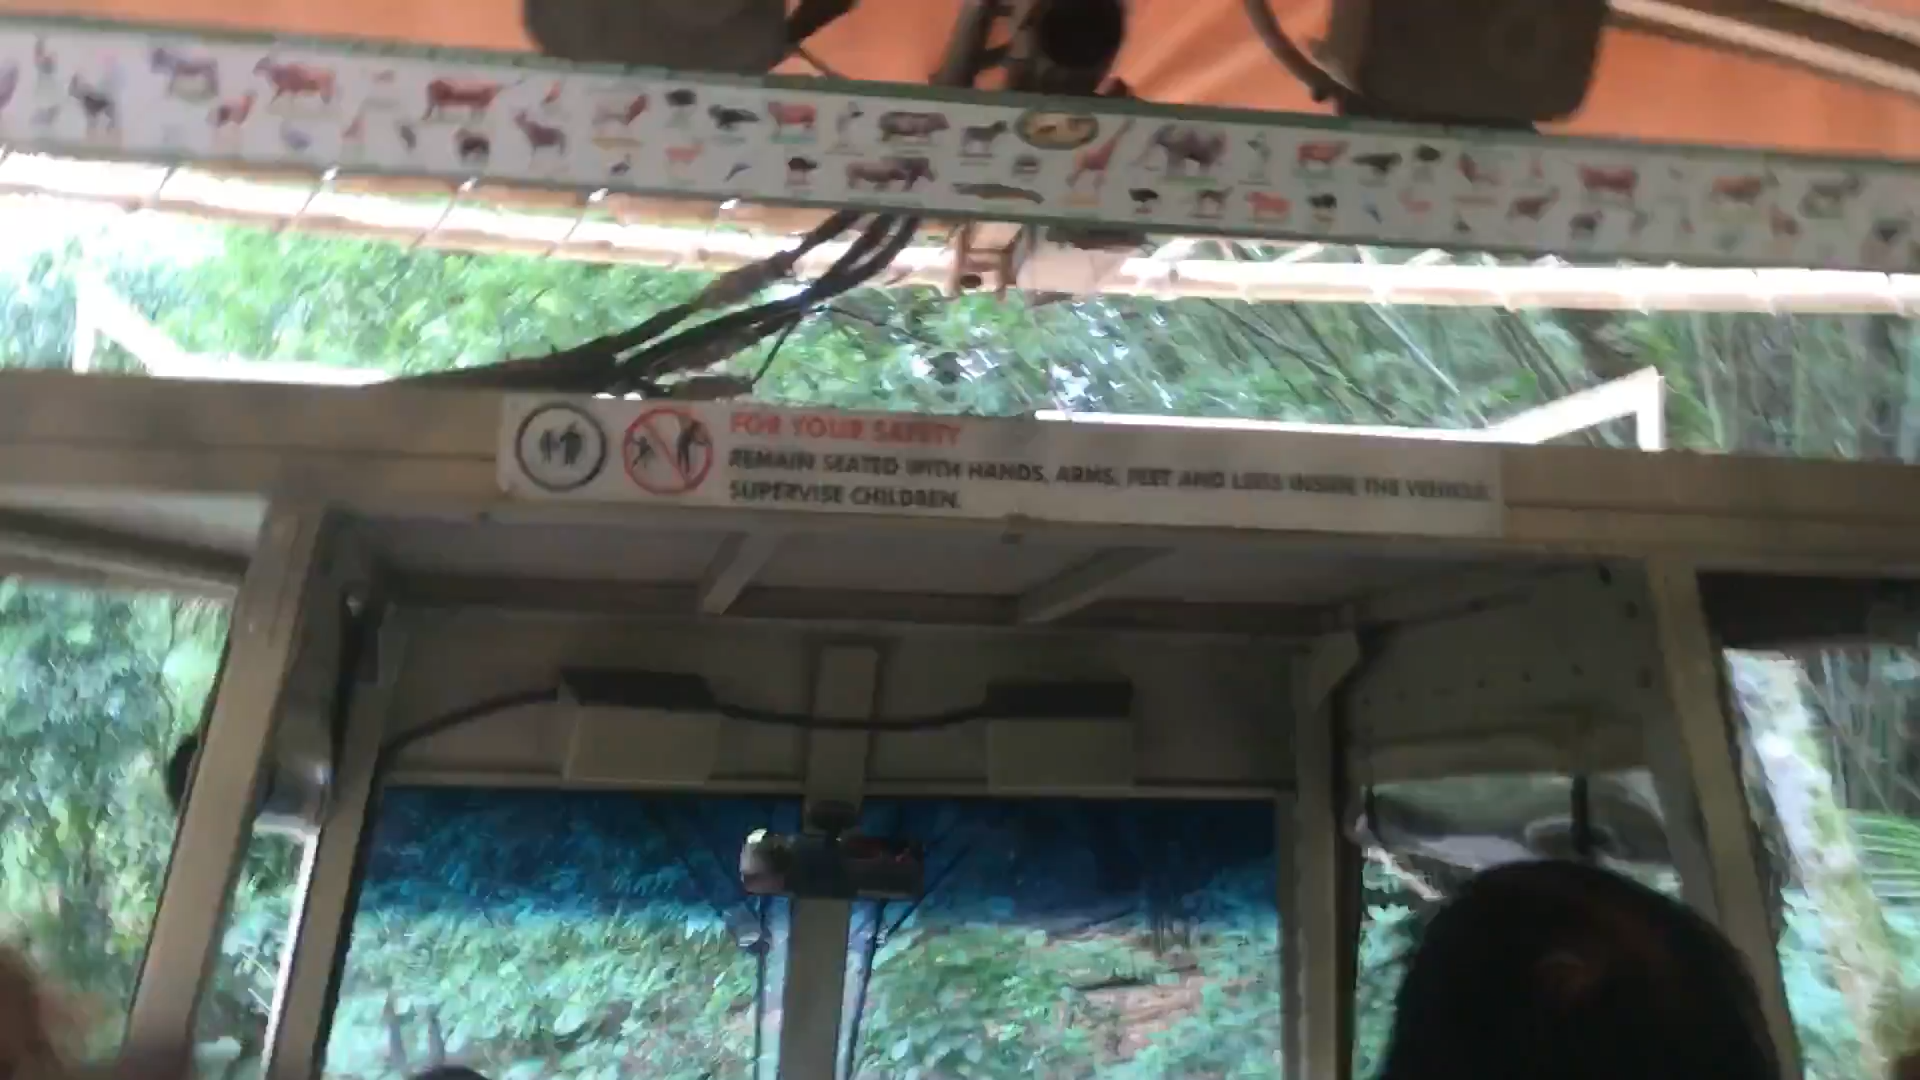 FOR YOUR SAFETY
REMAIN SEATED WITH HANDS, ARMS, FEET AND LEGS INSIDE THE VEHICLE.
SUPERVISE CHILDREN.